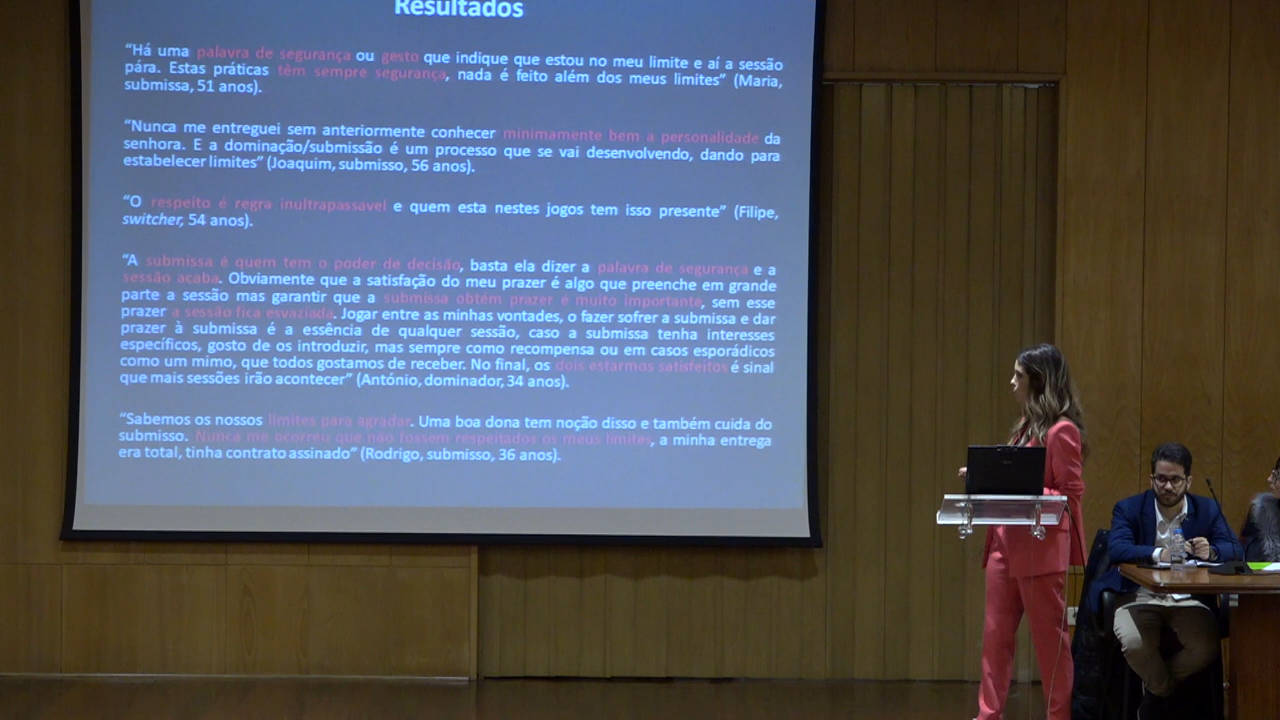 Resultados
“Há uma palavra de segurança ou gesto que indique que estou no meu limite e aí a sessão
pára. Estas práticas têm sempre segurança, nada é feito além dos meus limites” (Maria,
submissa, 51 anos).
“Nunca me entreguei sem anteriormente conhecer minimamente bem a personalidade da
senhora. E a dominação/submissão é um processo que se vai desenvolvendo, dando para
estabelecer limites” (Joaquim, submisso, 56 anos).
“O respeito é regra inultrapassável e quem esta nestes jogos tem isso presente” (Filipe,
switcher, 54 anos).
“A submissa é quem tem o poder de decisão, basta ela dizer a palavra de segurança e a
sessão acaba. Obviamente que a satisfação do meu prazer é algo que preenche em grande
parte a sessão mas garantir que a submissa obtém prazer é muito importante, sem esse
prazer a sessão fica esvaziada. Jogar entre as minhas vontades, o fazer sofrer a submissa e dar
prazer à submissa é a essência de qualquer sessão, caso a submissa tenha interesses
específicos, gosto de os introduzir, mas sempre como recompensa ou em casos esporádicos
como um mimo, que todos gostamos de receber. No final, os dois estarmos satisfeitos é sinal
que mais sessões irão acontecer” (António, dominador, 34 anos).
“Sabemos os nossos limites para agradar. Uma boa dona tem noção disso e também cuida do
submisso. Nunca me ocorreu que não fossem respeitados os meus limites, a minha entrega
era total, tinha contrato assinado” (Rodrigo, submisso, 36 anos).